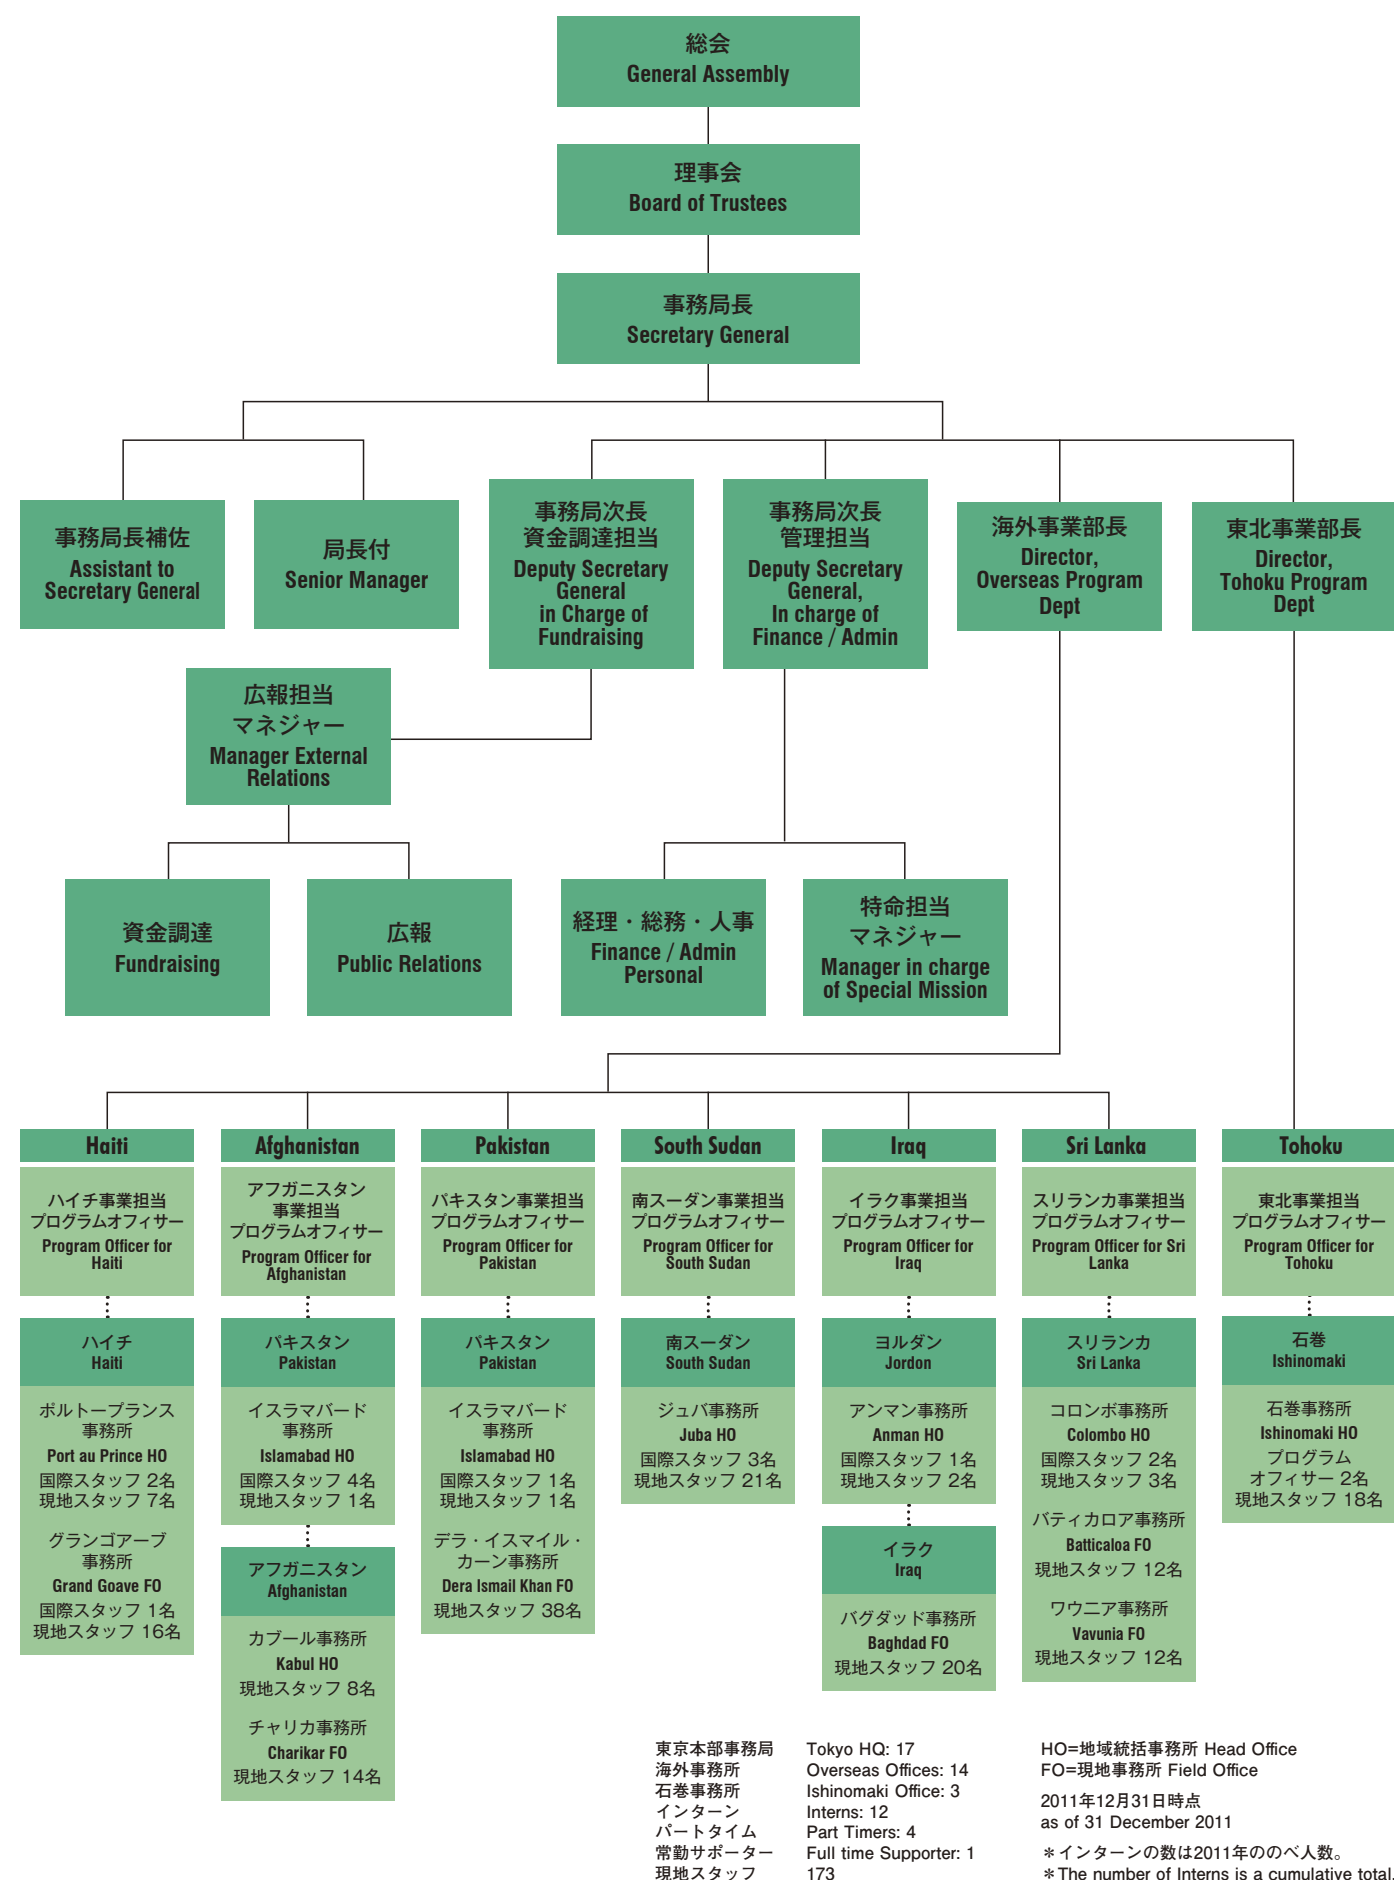 総会
General Assembly
理事会
Board of Trustees
事務局長
Secretary General
事務局長補佐
Assistant to
Secretary General
局長付
Senior Manager
事務局次長
資金調達担当
Deputy Secretary
General
in Charge of
Fundraising
事務局次長
管理担当
Deputy Secretary
General,
In charge of
Finance / Admin
海外事業部長
Director,
Overseas Program
Dept
東北事業部長
Director,
Tohoku Program
Dept
広報担当
マネジャー
Manager External
Relations
資金調達
Fundraising
広報
Public Relations
経理・総務・人事
Finance / Admin
Personal
特命担当
マネジャー
Manager in charge
of Special Mission
Haiti
ハイチ事業担当
プログラムオフィサー
Program Officer for
Haiti
ハイチ
Haiti
ポルトープランス
事務所
Port au Prince HO
国際スタッフ 2名
現地スタッフ 7名
グランゴアーブ
事務所
Grand Goave FO
国際スタッフ 1名
現地スタッフ 16名
Afghanistan
アフガニスタン
事業担当
プログラムオフィサー
Program Officer for
Afghanistan
パキスタン
Pakistan
イスラマバード
事務所
Islamabad HO
国際スタッフ 4名
現地スタッフ 1名
アフガニスタン
Afghanistan
カブール事務所
Kabul HO
現地スタッフ 8名
チャリカ事務所
Charikar FO
現地スタッフ 14名
Pakistan
パキスタン事業担当
プログラムオフィサー
Program Officer for
Pakistan
パキスタン
Pakistan
イスラマバード
事務所
Islamabad HO
国際スタッフ 1名
現地スタッフ 1名
デラ・イスマイル・
カーン事務所
Dera Ismail Khan FO
現地スタッフ 38名
South Sudan
南スーダン事業担当
プログラムオフィサー
Program Officer for
South Sudan
南スーダン
South Sudan
ジュバ事務所
Juba HO
国際スタッフ 3名
現地スタッフ 21名
Iraq
イラク事業担当
プログラムオフィサー
Program Officer for
Iraq
ヨルダン
Jordon
アンマン事務所
Anman HO
国際スタッフ 1名
現地スタッフ 2名
イラク
Iraq
バグダッド事務所
Baghdad FO
現地スタッフ 20名
Sri Lanka
スリランカ事業担当
プログラムオフィサー
Program Officer for Sri
Lanka
スリランカ
Sri Lanka
コロンボ事務所
Colombo HO
国際スタッフ 2名
現地スタッフ 3名
バティカロア事務所
Batticaloa FO
現地スタッフ 12名
ワウニア事務所
Vavunia FO
現地スタッフ 12名
Tohoku
東北事業担当
プログラムオフィサー
Program Officer for
Tohoku
石巻
Ishinomaki
石巻事務所
Ishinomaki HO
プログラム
オフィサー 2名
現地スタッフ 18名
東京本部事務局 Tokyo HQ: 17
海外事務所 Overseas Offices: 14
石巻事務所 Ishinomaki Office: 3
インターン Interns: 12
パートタイム Part Timers: 4
常勤サポーター Full time Supporter: 1
現地スタッフ 173
HO=地域統括事務所 Head Office
FO=現地事務所 Field Office
2011年12月31日時点
as of 31 December 2011
＊インターンの数は2011年ののべ人数。
＊The number of Interns is a cumulative total.